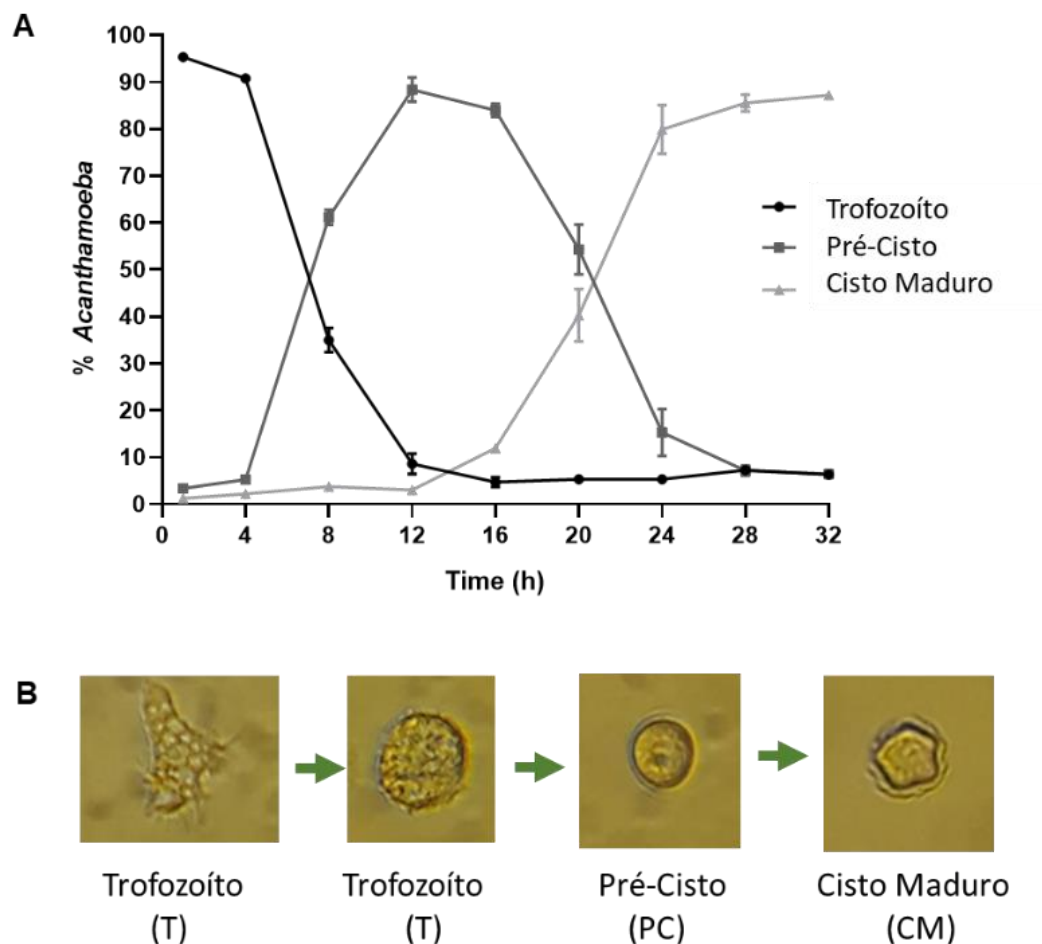 A
100
90
80
70
60
50
40
30
20
10
0
% Acanthamoeba
0 4 8 12 16 20 24 28 32
Time (h)
Trofozoíto
Pré-Cisto
Cisto Maduro
B
Trofozoíto
(T)
Trofozoíto
(T)
Pré-Cisto
(PC)
Cisto Maduro
(CM)